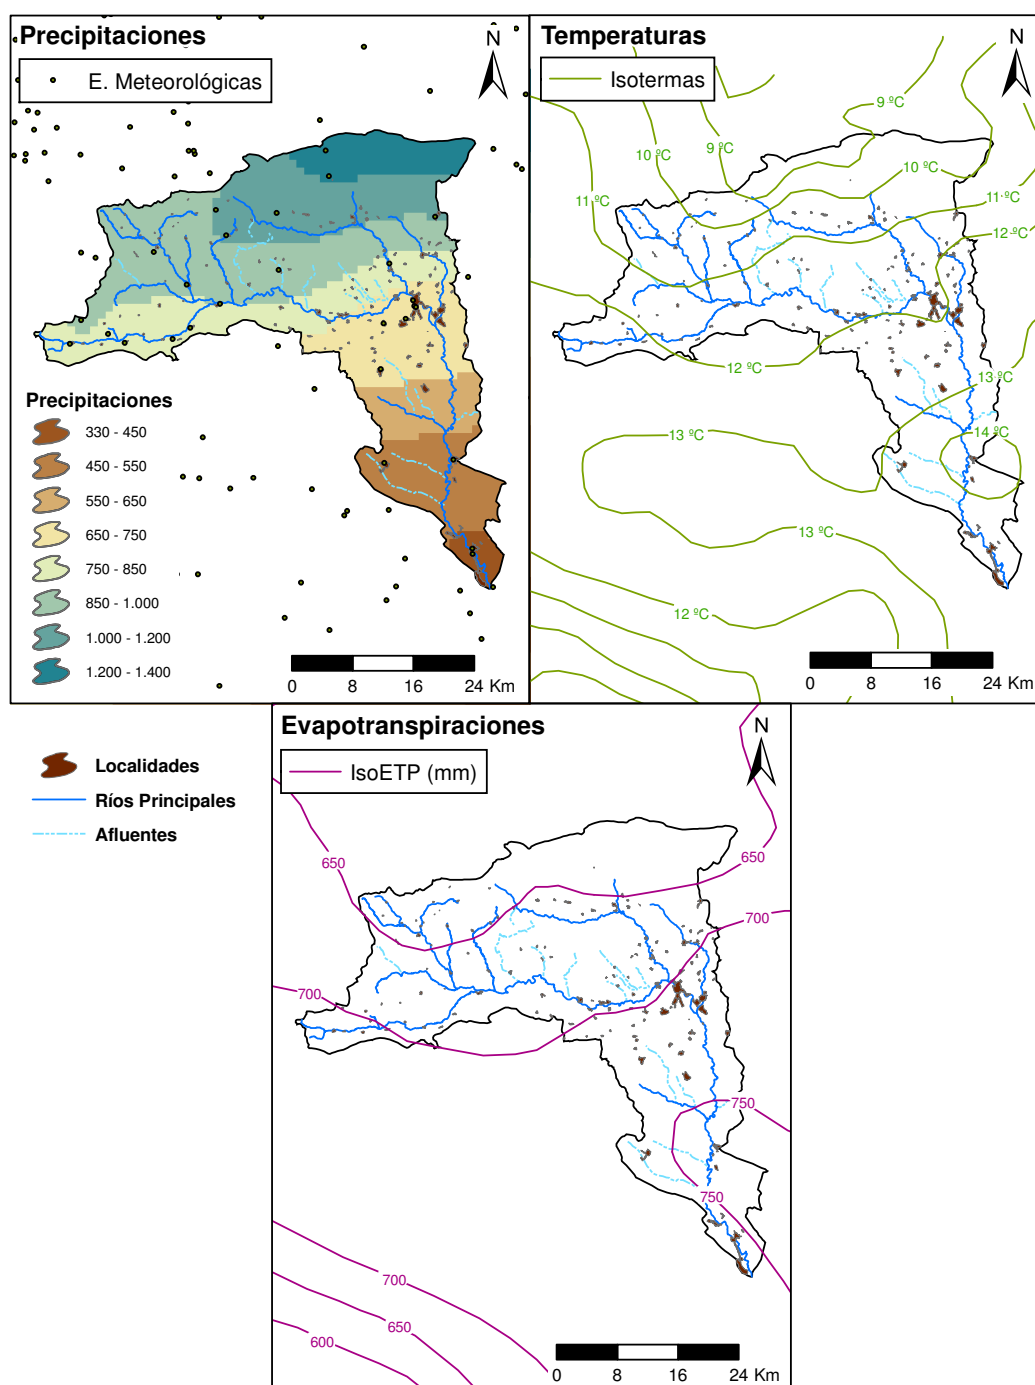 Precipitaciones
E. Meteorológicas
N
Precipitaciones
330 - 450
450 - 550
550 - 650
650 - 750
750 - 850
850 - 1.000
1.000 - 1.200
1.200 - 1.400
0 8 16 24 Km
Temperaturas
Isotermas
N
9 ºC
10 ºC
9 ºC
10 ºC
11 ºC
11 ºC
12 ºC
12 ºC
13 ºC
13 ºC
14 ºC
13 ºC
12 ºC
0 8 16 24 Km
Localidades
Ríos Principales
Afluentes
Evapotranspiraciones
IsoETP (mm)
N
650
650
700
700
750
750
700
650
600
0 8 16 24 Km